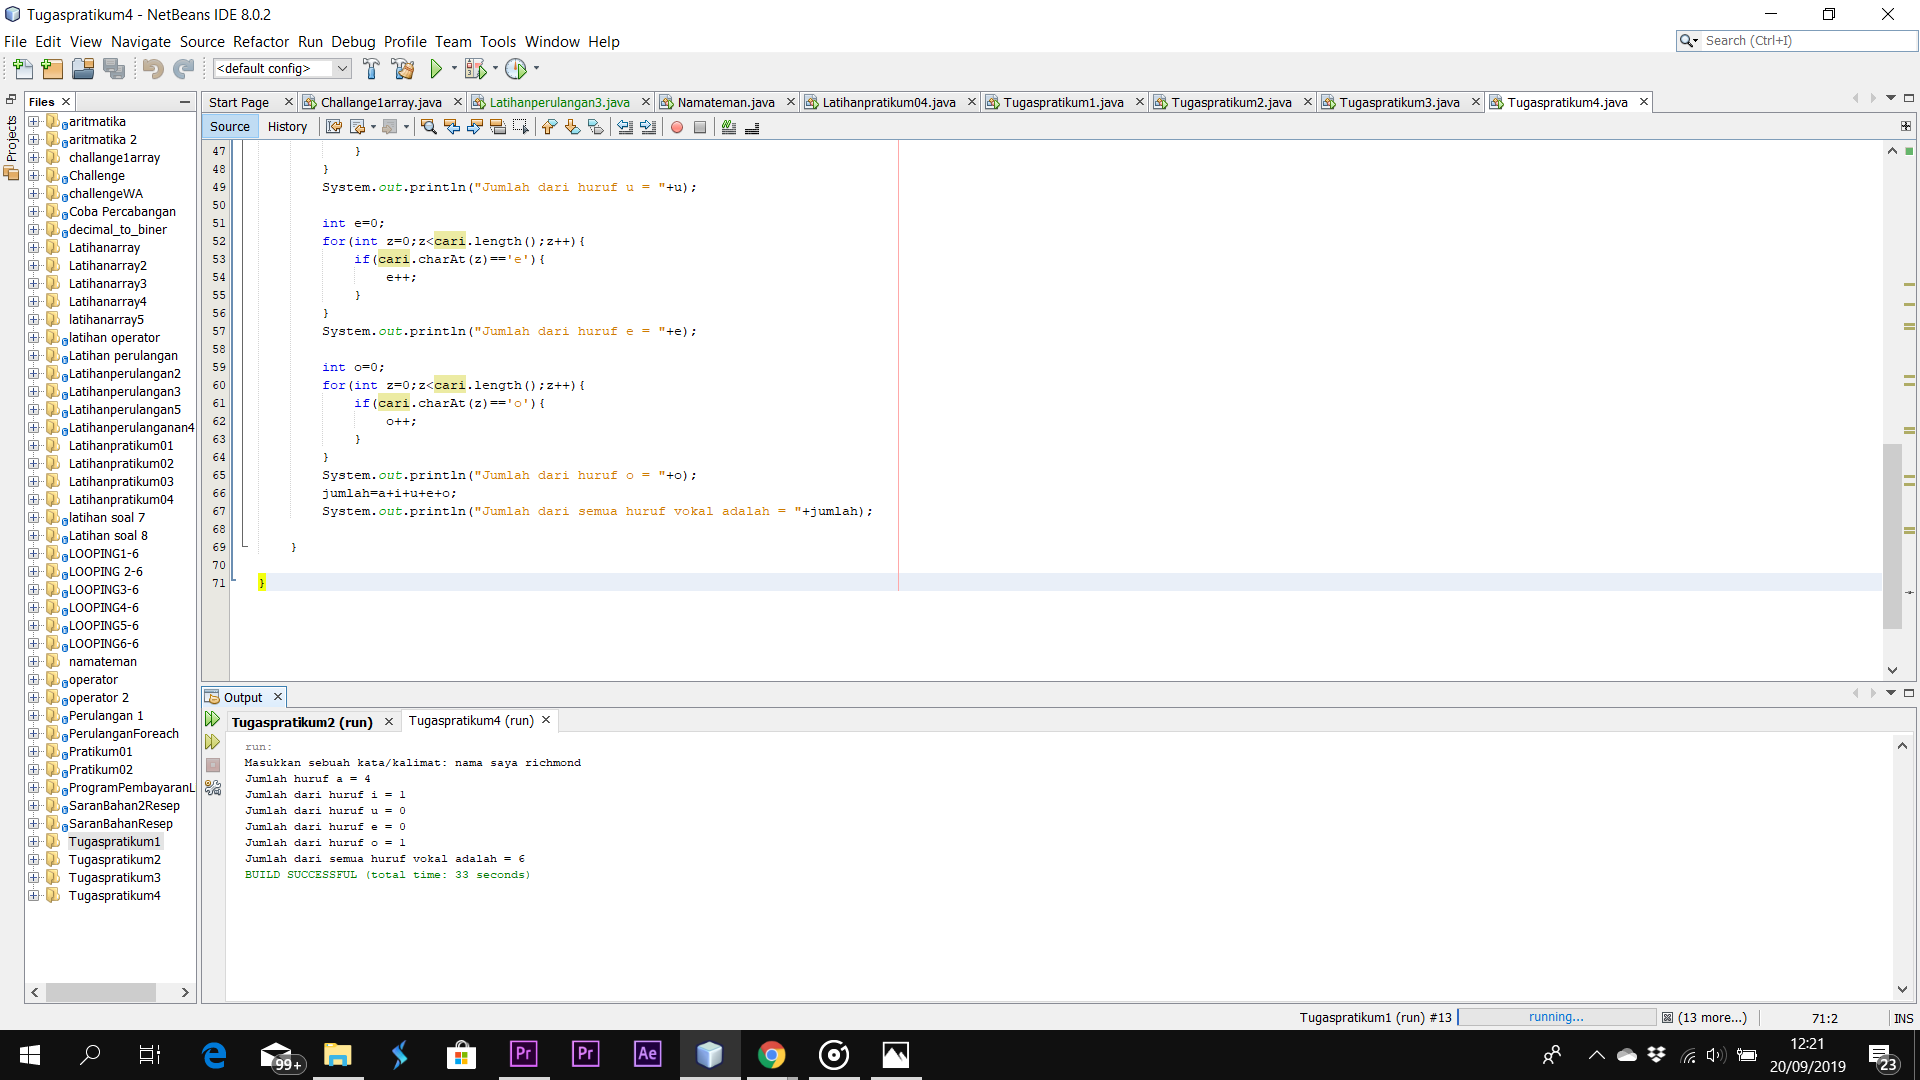 Tugaspratikum4 - NetBeans IDE 8.0.2
File Edit View Navigate Source Refactor Run Debug Profile Team Tools Window Help
Search (Ctrl+I)
<default config>
Projects
Files
Start Page Challange1array.java Latihanperulangan3.java Namateman.java Latihanpratikum04.java Tugaspratikum1.java Tugaspratikum2.java Tugaspratikum3.java Tugaspratikum4.java
Source History
aritmatika
aritmatika 2
challange1array
Challenge
challengeWA
Coba Percabangan
decimal_to_biner
Latihanarray
Latihanarray2
Latihanarray3
Latihanarray4
latihanarray5
latihan operator
Latihan perulangan
Latihanperulangan2
Latihanperulangan3
Latihanperulangan5
Latihanperulanganan4
Latihanpratikum01
Latihanpratikum02
Latihanpratikum03
Latihanpratikum04
latihan soal 7
Latihan soal 8
LOOPING1-6
LOOPING 2-6
LOOPING3-6
LOOPING4-6
LOOPING5-6
LOOPING6-6
namateman
operator
operator 2
Perulangan 1
PerulanganForeach
Pratikum01
Pratikum02
ProgramPembayaranL
SaranBahan2Resep
SaranBahanResep
Tugaspratikum1
Tugaspratikum2
Tugaspratikum3
Tugaspratikum4
47 }
48 }
49 System.out.println("Jumlah dari huruf u = "+u);
50
51 int e=0;
52 for(int z=0;z<cari.length();z++){
53 if(cari.charAt(z)=='e'){
54 e++;
55 }
56 }
57 System.out.println("Jumlah dari huruf e = "+e);
58
59 int o=0;
60 for(int z=0;z<cari.length();z++){
61 if(cari.charAt(z)=='o'){
62 o++;
63 }
64 }
65 System.out.println("Jumlah dari huruf o = "+o);
66 jumlah=a+i+u+e+o;
67 System.out.println("Jumlah dari semua huruf vokal adalah = "+jumlah);
68
69 }
70
71 }
Output
Tugaspratikum2 (run) Tugaspratikum4 (run)
run:
Masukkan sebuah kata/kalimat: nama saya richmond
Jumlah huruf a = 4
Jumlah dari huruf i = 1
Jumlah dari huruf u = 0
Jumlah dari huruf e = 0
Jumlah dari huruf o = 1
Jumlah dari semua huruf vokal adalah = 6
BUILD SUCCESSFUL (total time: 33 seconds)
Tugaspratikum1 (run) #13 running... (13 more...) 71:2 INS
99+
Pr
Pr
Ae
12:21
20/09/2019
23